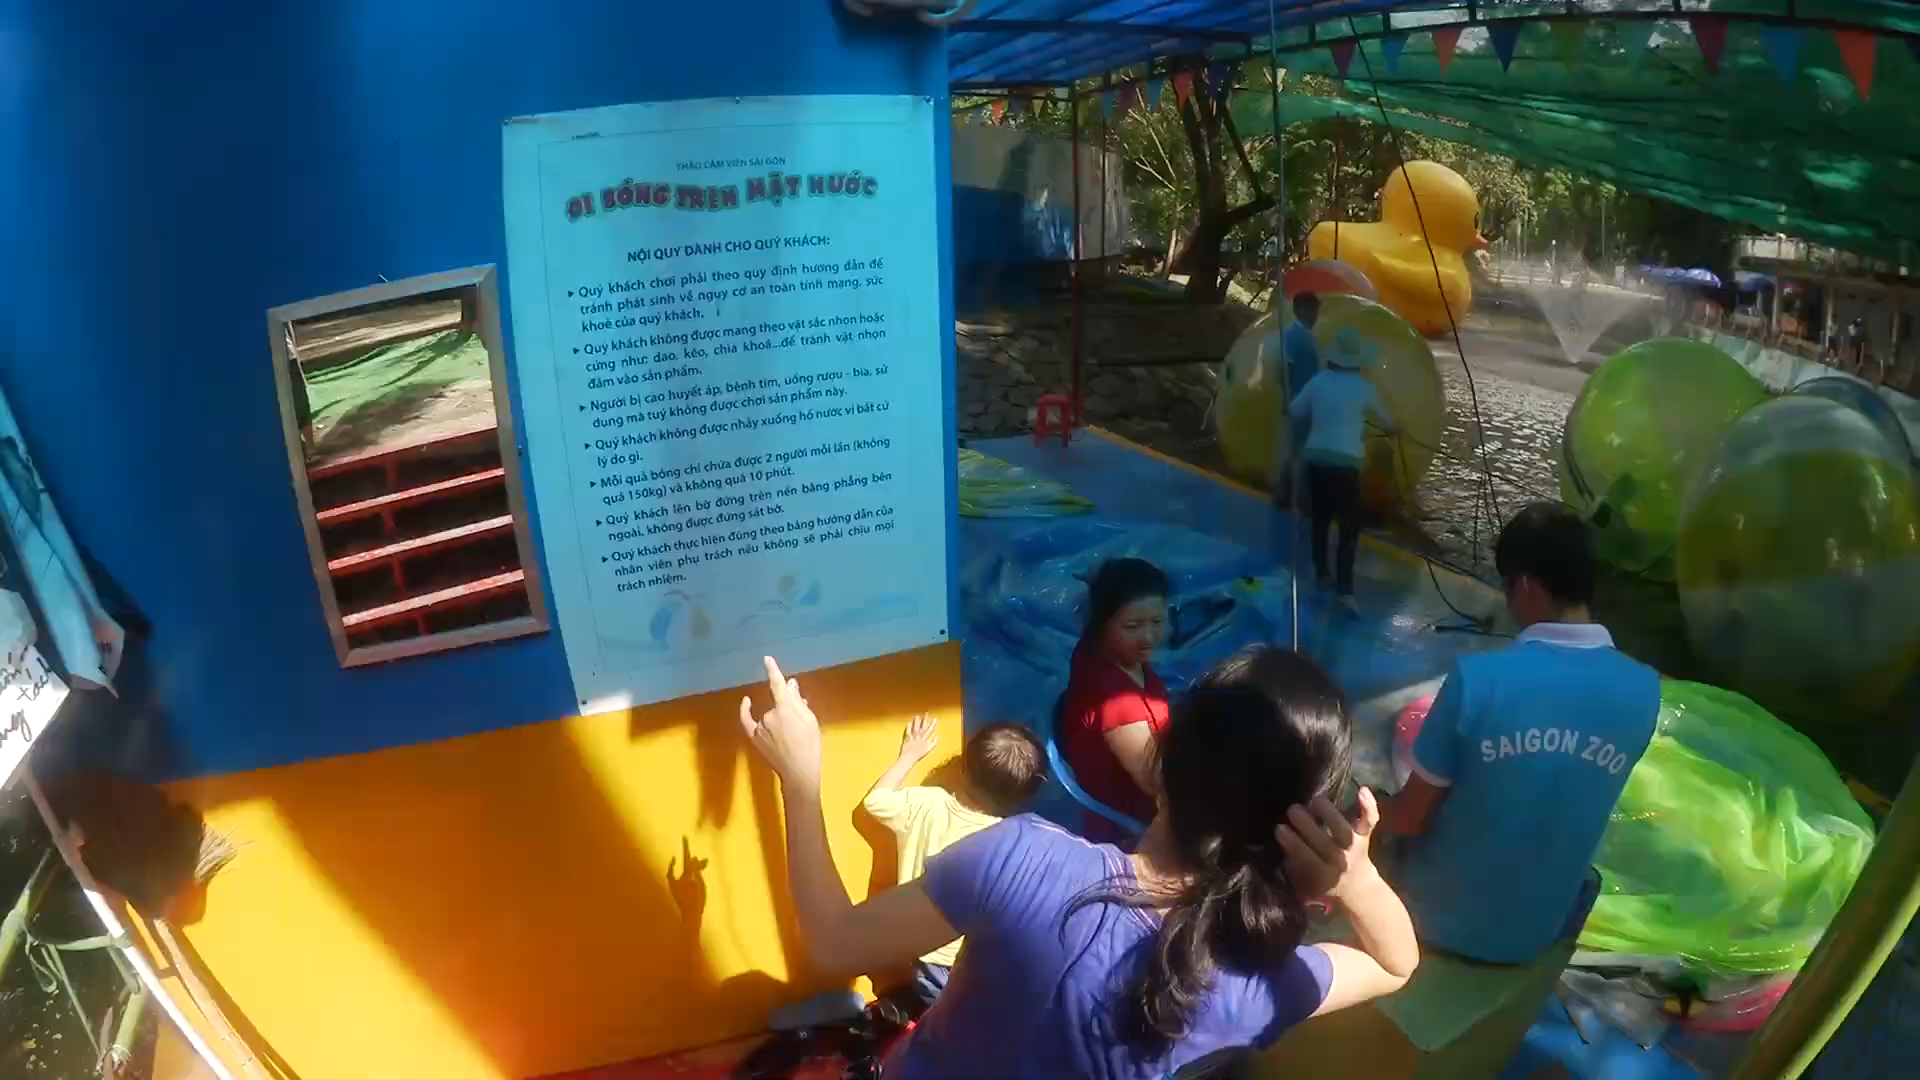 THẢO CẦM VIÊN SÀI GÒN
ĐI BÓNG TRÊN MẶT NƯỚC
NỘI QUY DÀNH CHO QUÝ KHÁCH:
▸ Quý khách chơi phải theo quy định hướng dẫn để
tránh phát sinh về nguy cơ an toàn tính mạng, sức
khoẻ của quý khách.
▸ Quý khách không được mang theo vật sắc nhọn hoặc
cứng như: dao, kéo, chìa khoá...để tránh vật nhọn
đâm vào sản phẩm.
▸ Người bị cao huyết áp, bệnh tim, uống rượu - bia, sử
dụng ma tuý không được chơi sản phẩm này.
▸ Quý khách không được nhảy xuống hồ nước vì bất cứ
lý do gì.
▸ Mỗi quả bóng chỉ chứa được 2 người mỗi lần (không
quá 150kg) và không quá 10 phút.
▸ Quý khách lên bờ đứng trên nền bằng phẳng bên
ngoài, không được đứng sát bờ.
▸ Quý khách thực hiện đúng theo bảng hướng dẫn của
nhân viên phụ trách nếu không sẽ phải chịu mọi
trách nhiệm.
SAIGON ZOO